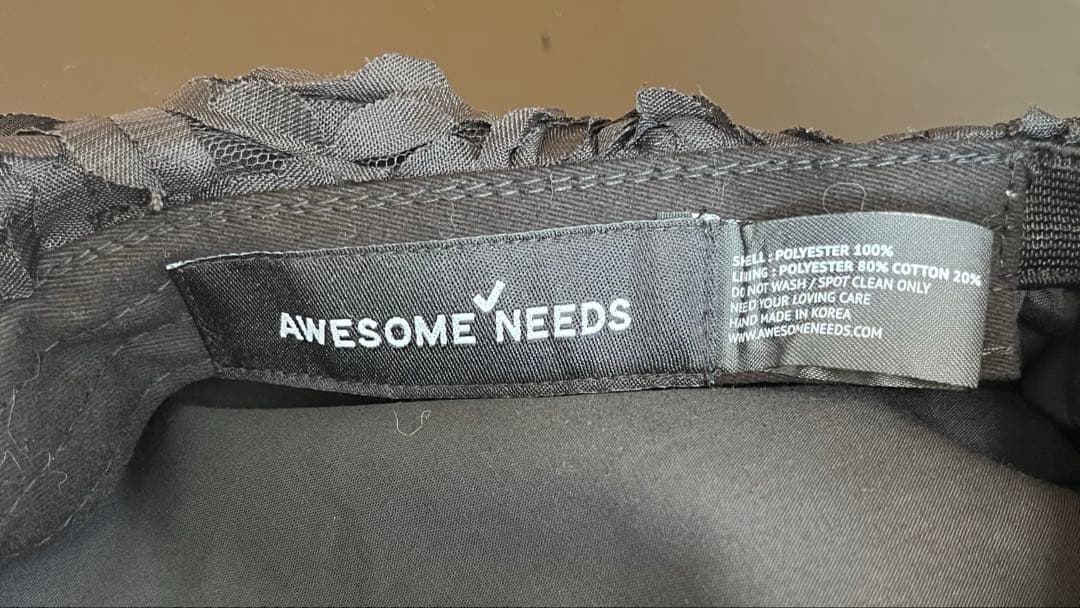 AWESOME NEEDS
SHELL : POLYESTER 100%
LINING : POLYESTER 80% COTTON 20%
DO NOT WASH / SPOT CLEAN ONLY
NEED YOUR LOVING CARE
HAND MADE IN KOREA
WWW.AWESOMENEEDS.COM